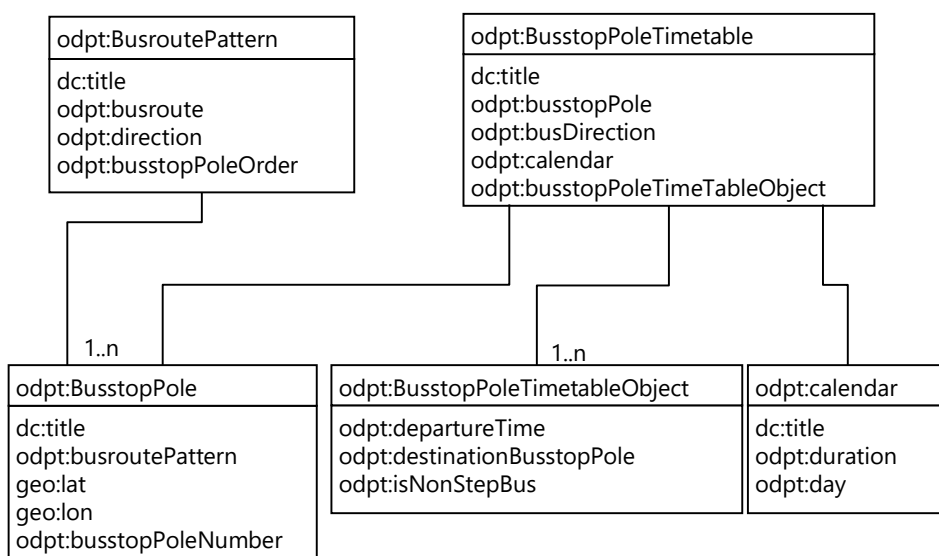 odpt:BusroutePattern
dc:title
odpt:busroute
odpt:direction
odpt:busstopPoleOrder
odpt:BusstopPoleTimetable
dc:title
odpt:busstopPole
odpt:busDirection
odpt:calendar
odpt:busstopPoleTimeTableObject
1..n
1..n
odpt:BusstopPole
dc:title
odpt:busroutePattern
geo:lat
geo:lon
odpt:busstopPoleNumber
odpt:BusstopPoleTimetableObject
odpt:departureTime
odpt:destinationBusstopPole
odpt:isNonStepBus
odpt:calendar
dc:title
odpt:duration
odpt:day